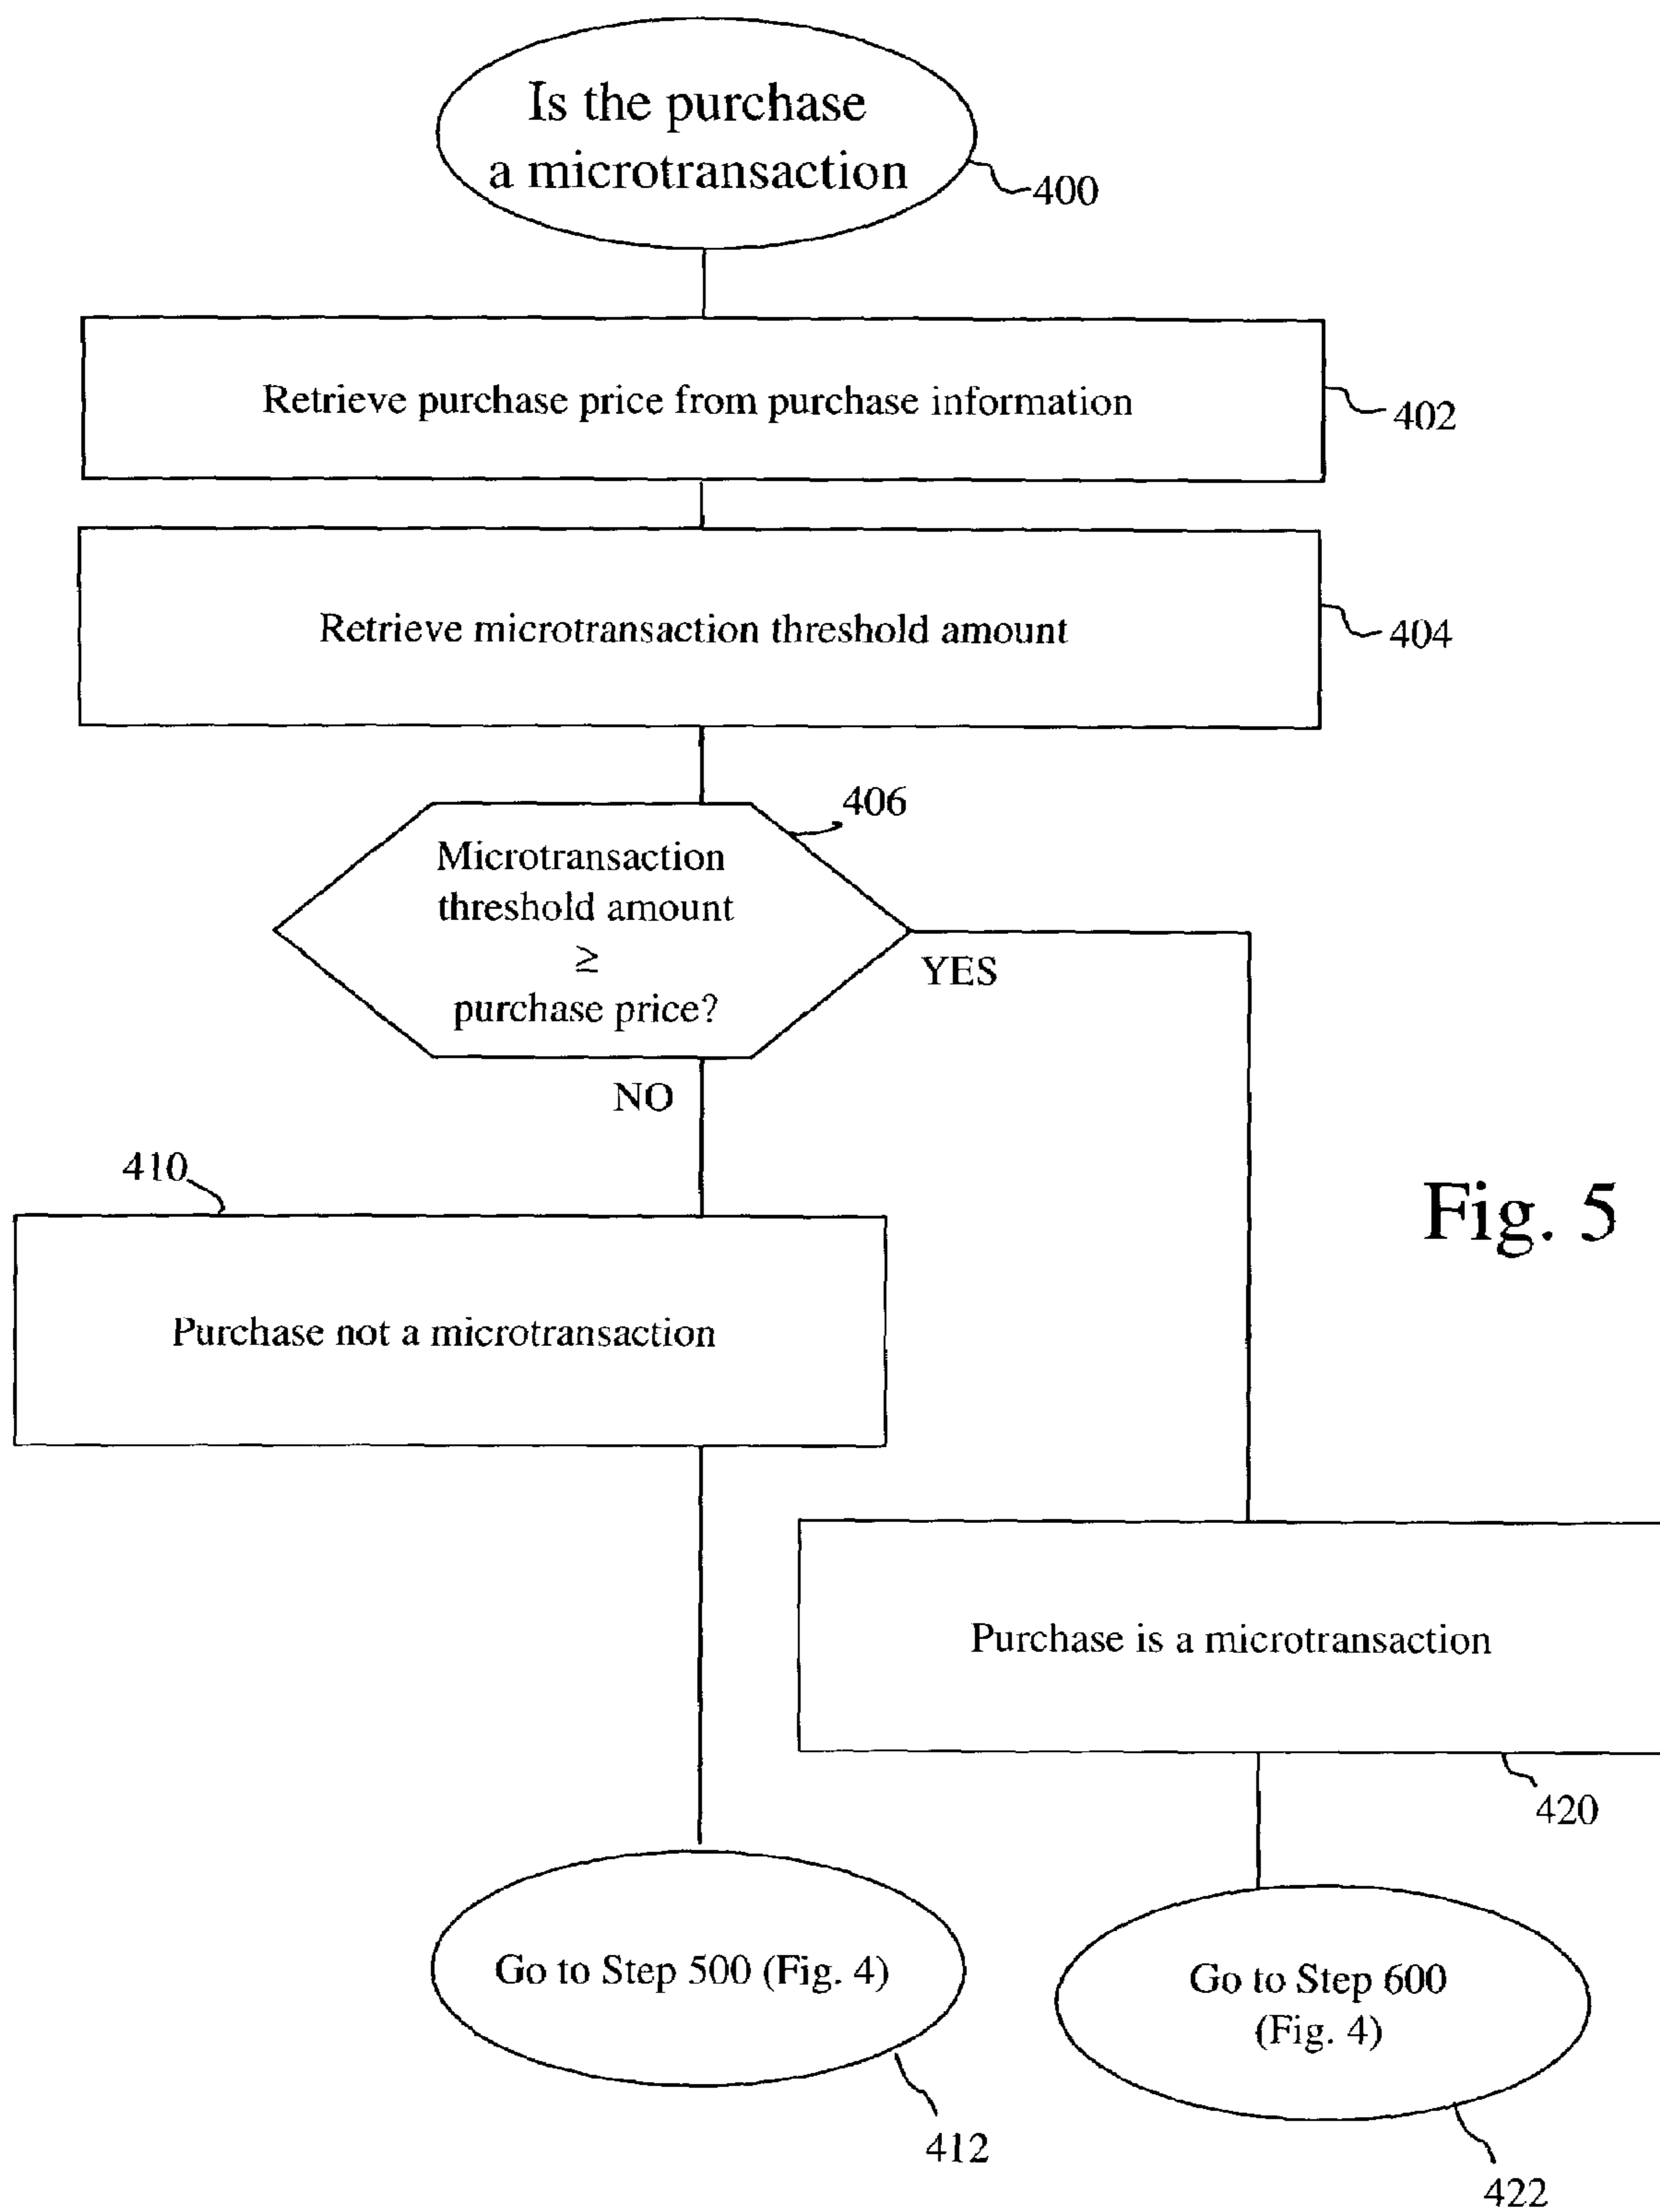 Is the purchase
a microtransaction
400
Retrieve purchase price from purchase information
402
Retrieve microtransaction threshold amount
404
406
Microtransaction
threshold amount
≥
purchase price?
YES
NO
410
Fig. 5
Purchase not a microtransaction
Purchase is a microtransaction
420
Go to Step 500 (Fig. 4)
Go to Step 600
(Fig. 4)
412
422